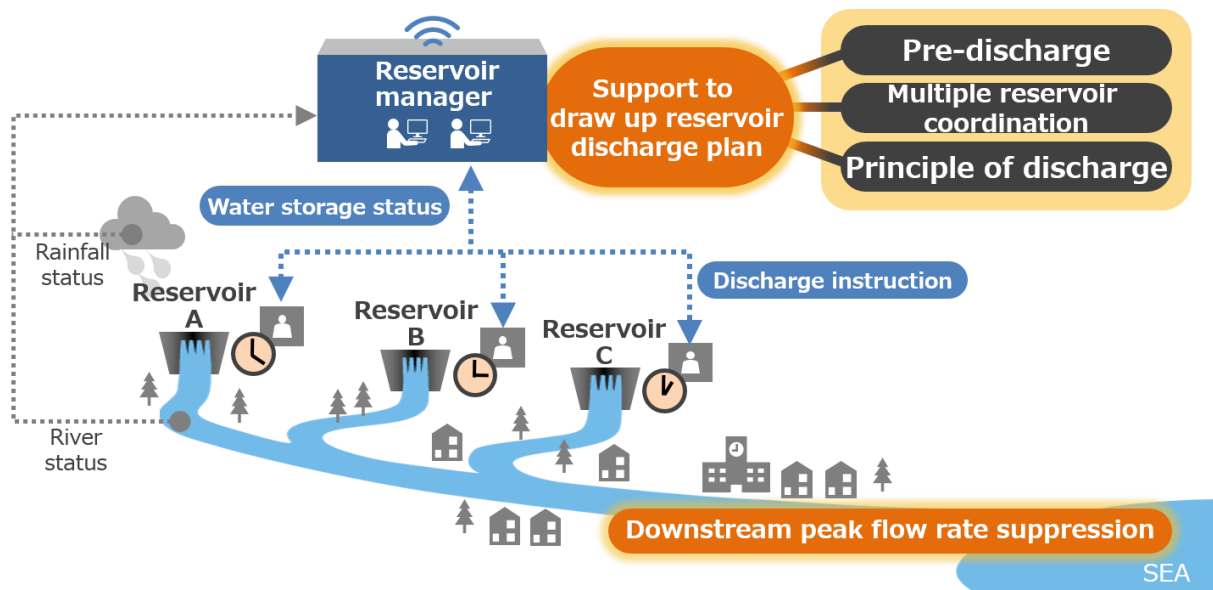 Reservoir
manager
Support to
draw up reservoir
discharge plan
Pre-discharge
Multiple reservoir
coordination
Principle of discharge
Water storage status
Rainfall
status
Discharge instruction
Reservoir
A
Reservoir
B
Reservoir
C
River
status
Downstream peak flow rate suppression
SEA